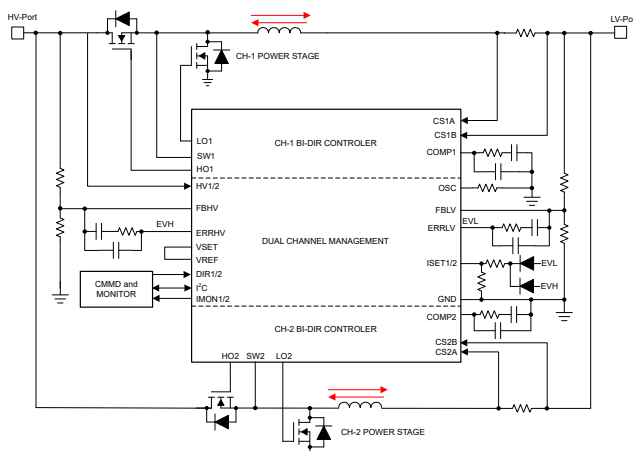 HV-Port
LV-Po
CH-1 POWER STAGE
LO1
SW1
HO1
HV1/2
FBHV
EVH
ERRHV
VSET
VREF
DIR1/2
I²C
IMON1/2
CMMD and
MONITOR
CH-1 BI-DIR CONTROLER
DUAL CHANNEL MANAGEMENT
CH-2 BI-DIR CONTROLER
CS1A
CS1B
COMP1
OSC
FBLV
EVL
ERRLV
ISET1/2
EVL
EVH
GND
COMP2
CS2B
CS2A
HO2
SW2
LO2
CH-2 POWER STAGE